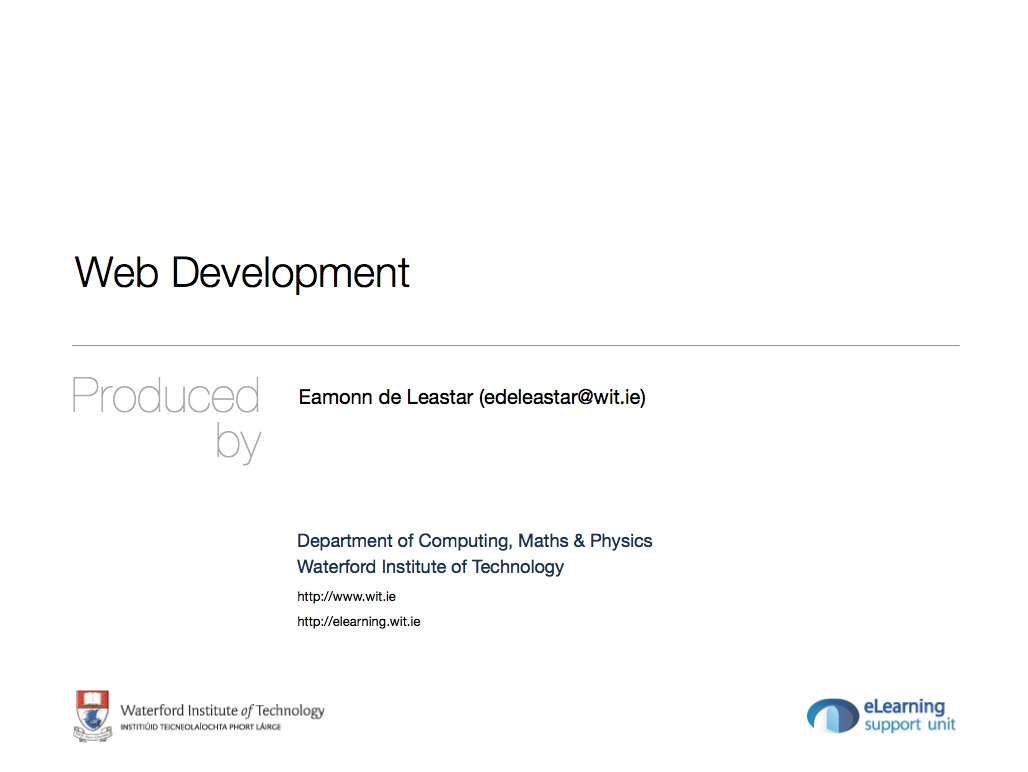 Web Development
Produced
by
Eamonn de Leastar (edeleastar@wit.ie)
Department of Computing, Maths & Physics
Waterford Institute of Technology
http://www.wit.ie
http://elearning.wit.ie
Waterford Institute of Technology
INSTITIÚID TEICNEOLAÍOCHTA PHORT LÁIRGE
eLearning
support unit